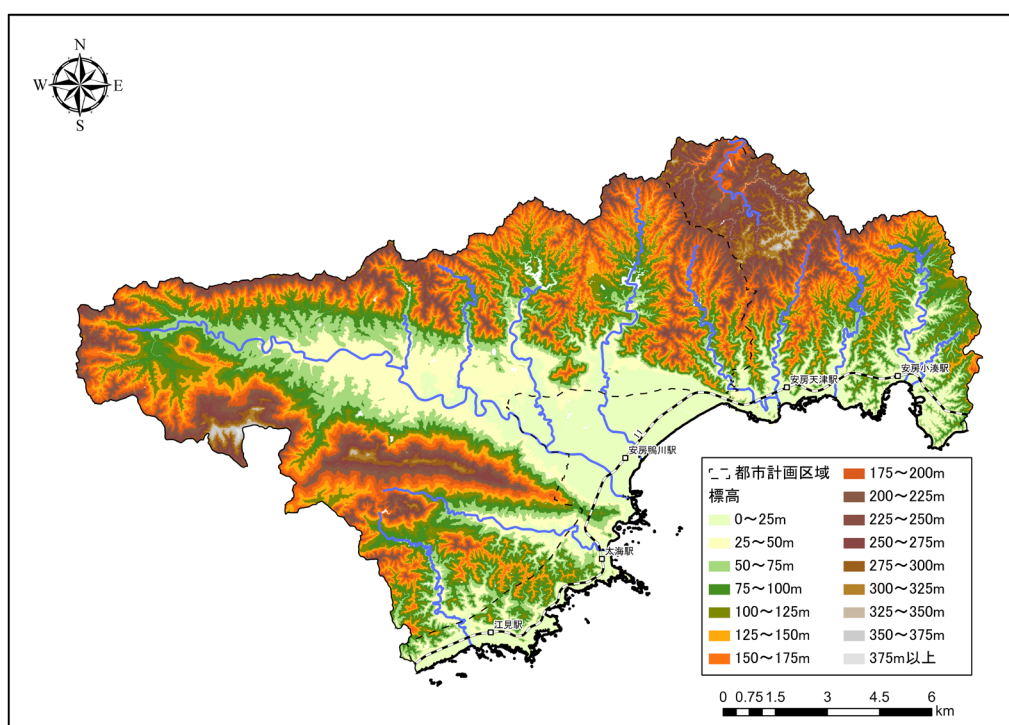 N
W
E
S
安房小湊駅
安房天津駅
安房鴨川駅
太海駅
江見駅
都市計画区域
標高
0～25m
25～50m
50～75m
75～100m
100～125m
125～150m
150～175m
175～200m
200～225m
225～250m
250～275m
275～300m
300～325m
325～350m
350～375m
375m以上
0 0.75 1.5 3 4.5 6
km